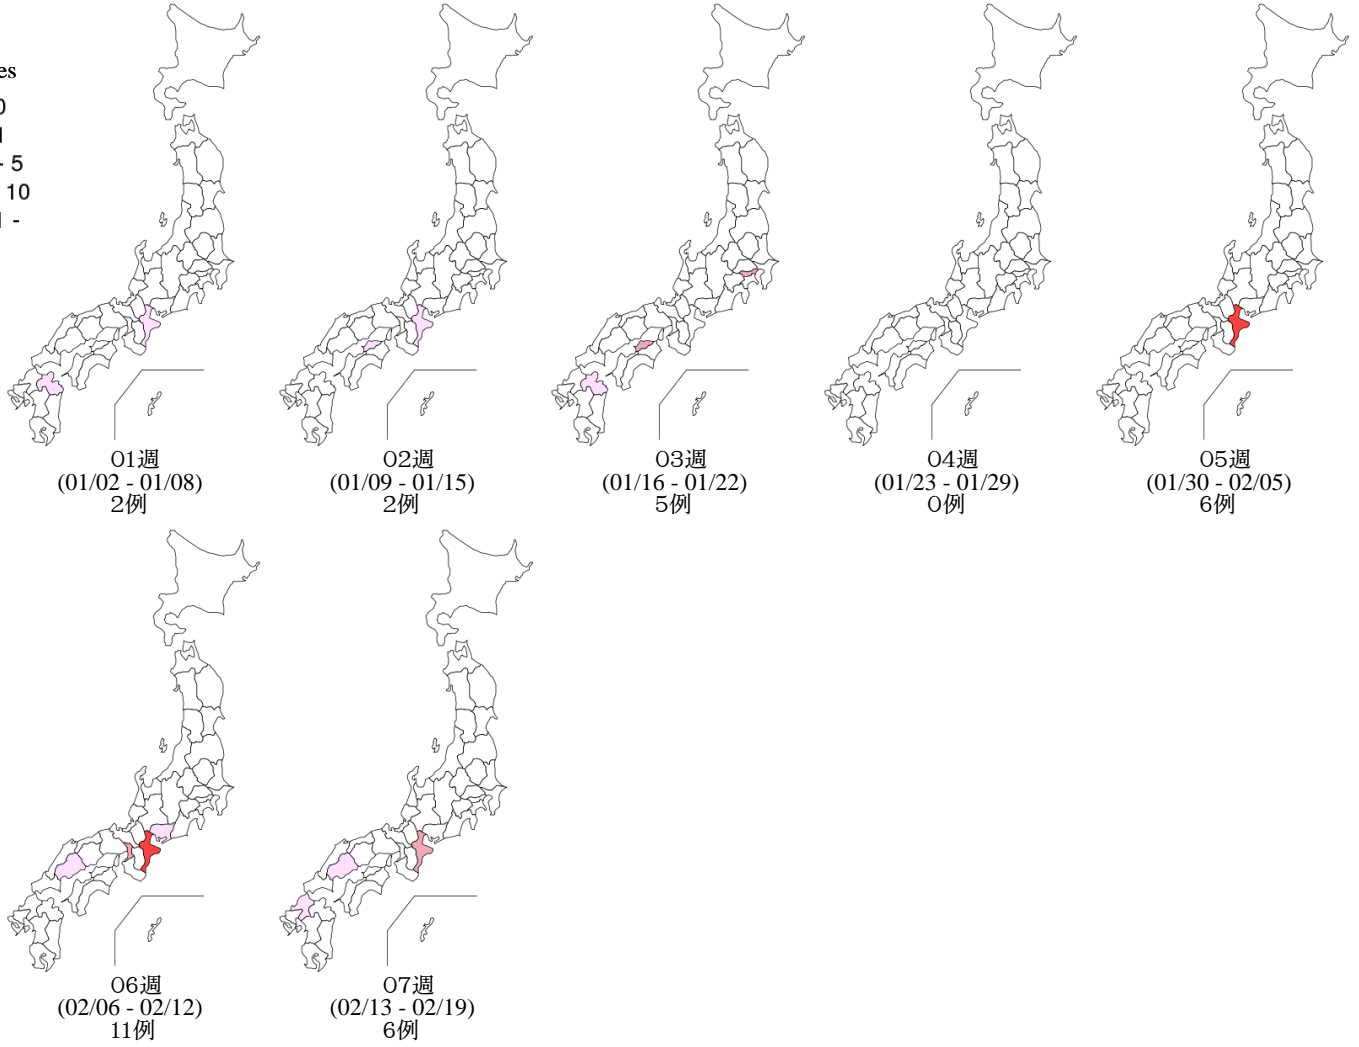 es
0
1
- 5
10
1 -
01週
(01/02 - 01/08)
2例
02週
(01/09 - 01/15)
2例
03週
(01/16 - 01/22)
5例
04週
(01/23 - 01/29)
0例
05週
(01/30 - 02/05)
6例
06週
(02/06 - 02/12)
11例
07週
(02/13 - 02/19)
6例